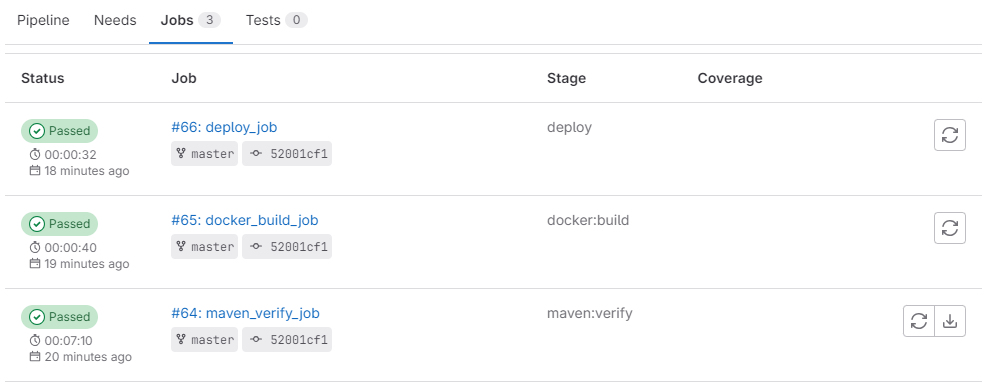 Pipeline Needs Jobs 3 Tests 0
Status Job Stage Coverage
Passed #66: deploy_job deploy
00:00:32 master 52001cf1
18 minutes ago
Passed #65: docker_build_job docker:build
00:00:40 master 52001cf1
19 minutes ago
Passed #64: maven_verify_job maven:verify
00:07:10 master 52001cf1
20 minutes ago